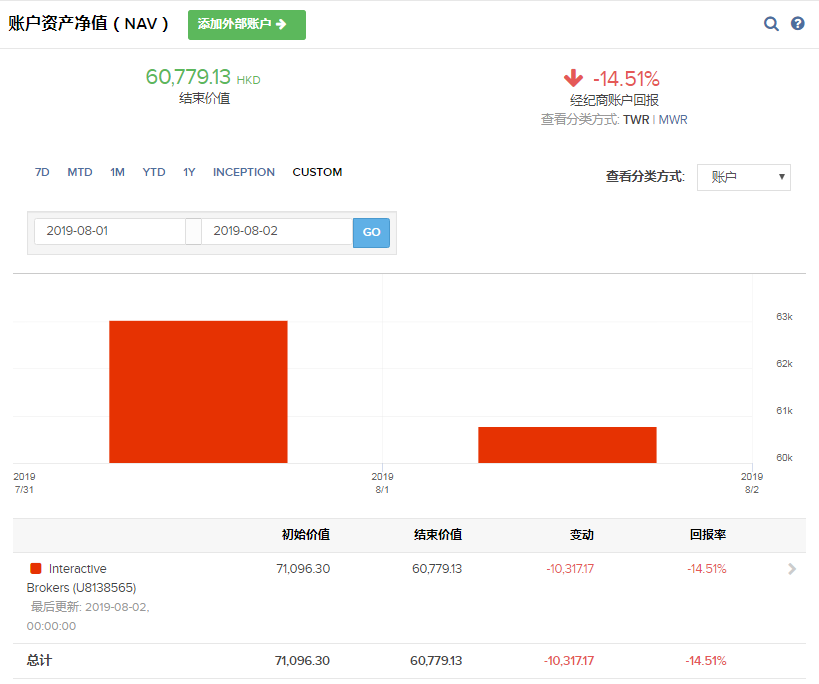 账户资产净值 ( NAV )
添加外部账户
60,779.13 HKD
结束价值
-14.51%
经纪商账户回报
查看分类方式: TWR | MWR
7D MTD 1M YTD 1Y INCEPTION CUSTOM
查看分类方式: 账户
2019-08-01 2019-08-02 GO
63k
62k
61k
60k
2019 2019 2019
7/31 8/1 8/2
初始价值 结束价值 变动 回报率
Interactive 71,096.30 60,779.13 -10,317.17 -14.51%
Brokers (U8138565)
最后更新: 2019-08-02,
00:00:00
总计 71,096.30 60,779.13 -10,317.17 -14.51%